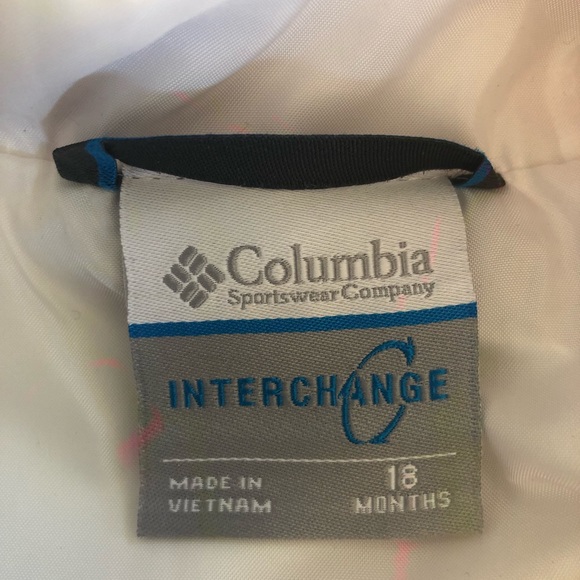 Columbia
Sportswear Company
INTERCHANGE
MADE IN
VIETNAM
18
MONTHS